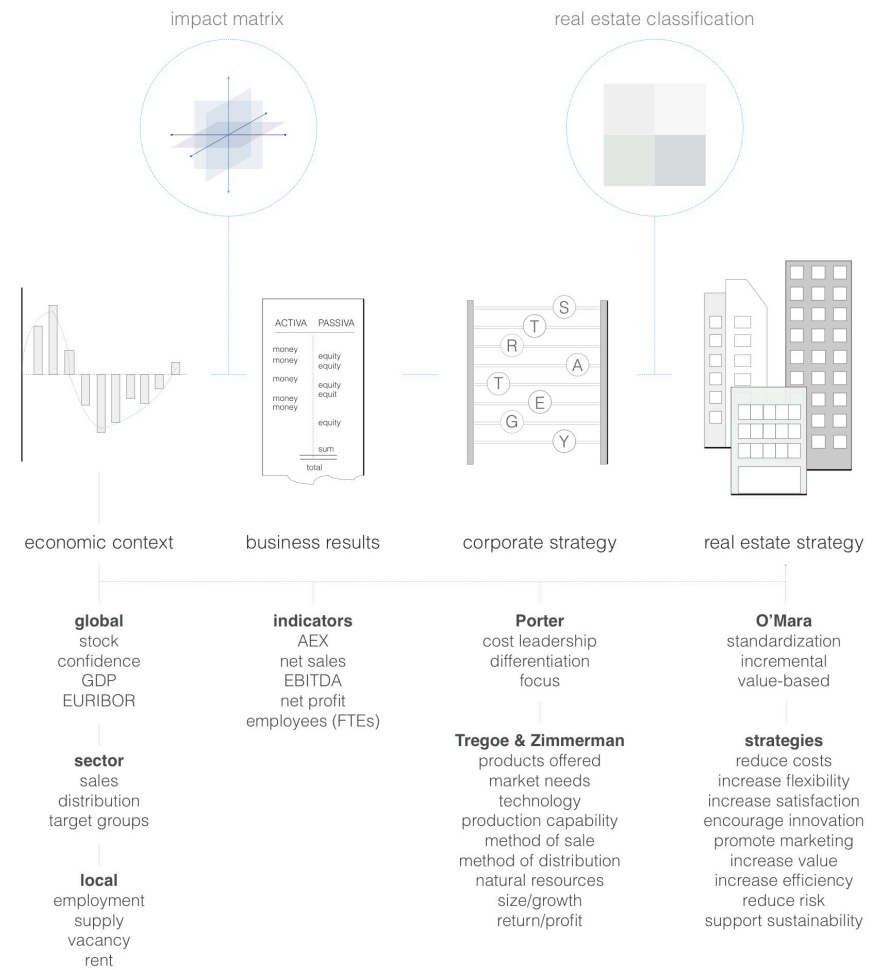 impact matrix
real estate classification
ACTIVA PASSIVA
money
money
equity
equity
money
equity
equit
money
money
equity
sum
total
S
T
R
A
T
E
G
Y
economic context
business results
corporate strategy
real estate strategy
global
stock
confidence
GDP
EURIBOR
sector
sales
distribution
target groups
local
employment
supply
vacancy
rent
indicators
AEX
net sales
EBITDA
net profit
employees (FTEs)
Porter
cost leadership
differentiation
focus
Tregoe & Zimmerman
products offered
market needs
technology
production capability
method of sale
method of distribution
natural resources
size/growth
return/profit
O'Mara
standardization
incremental
value-based
strategies
reduce costs
increase flexibility
increase satisfaction
encourage innovation
promote marketing
increase value
increase efficiency
reduce risk
support sustainability